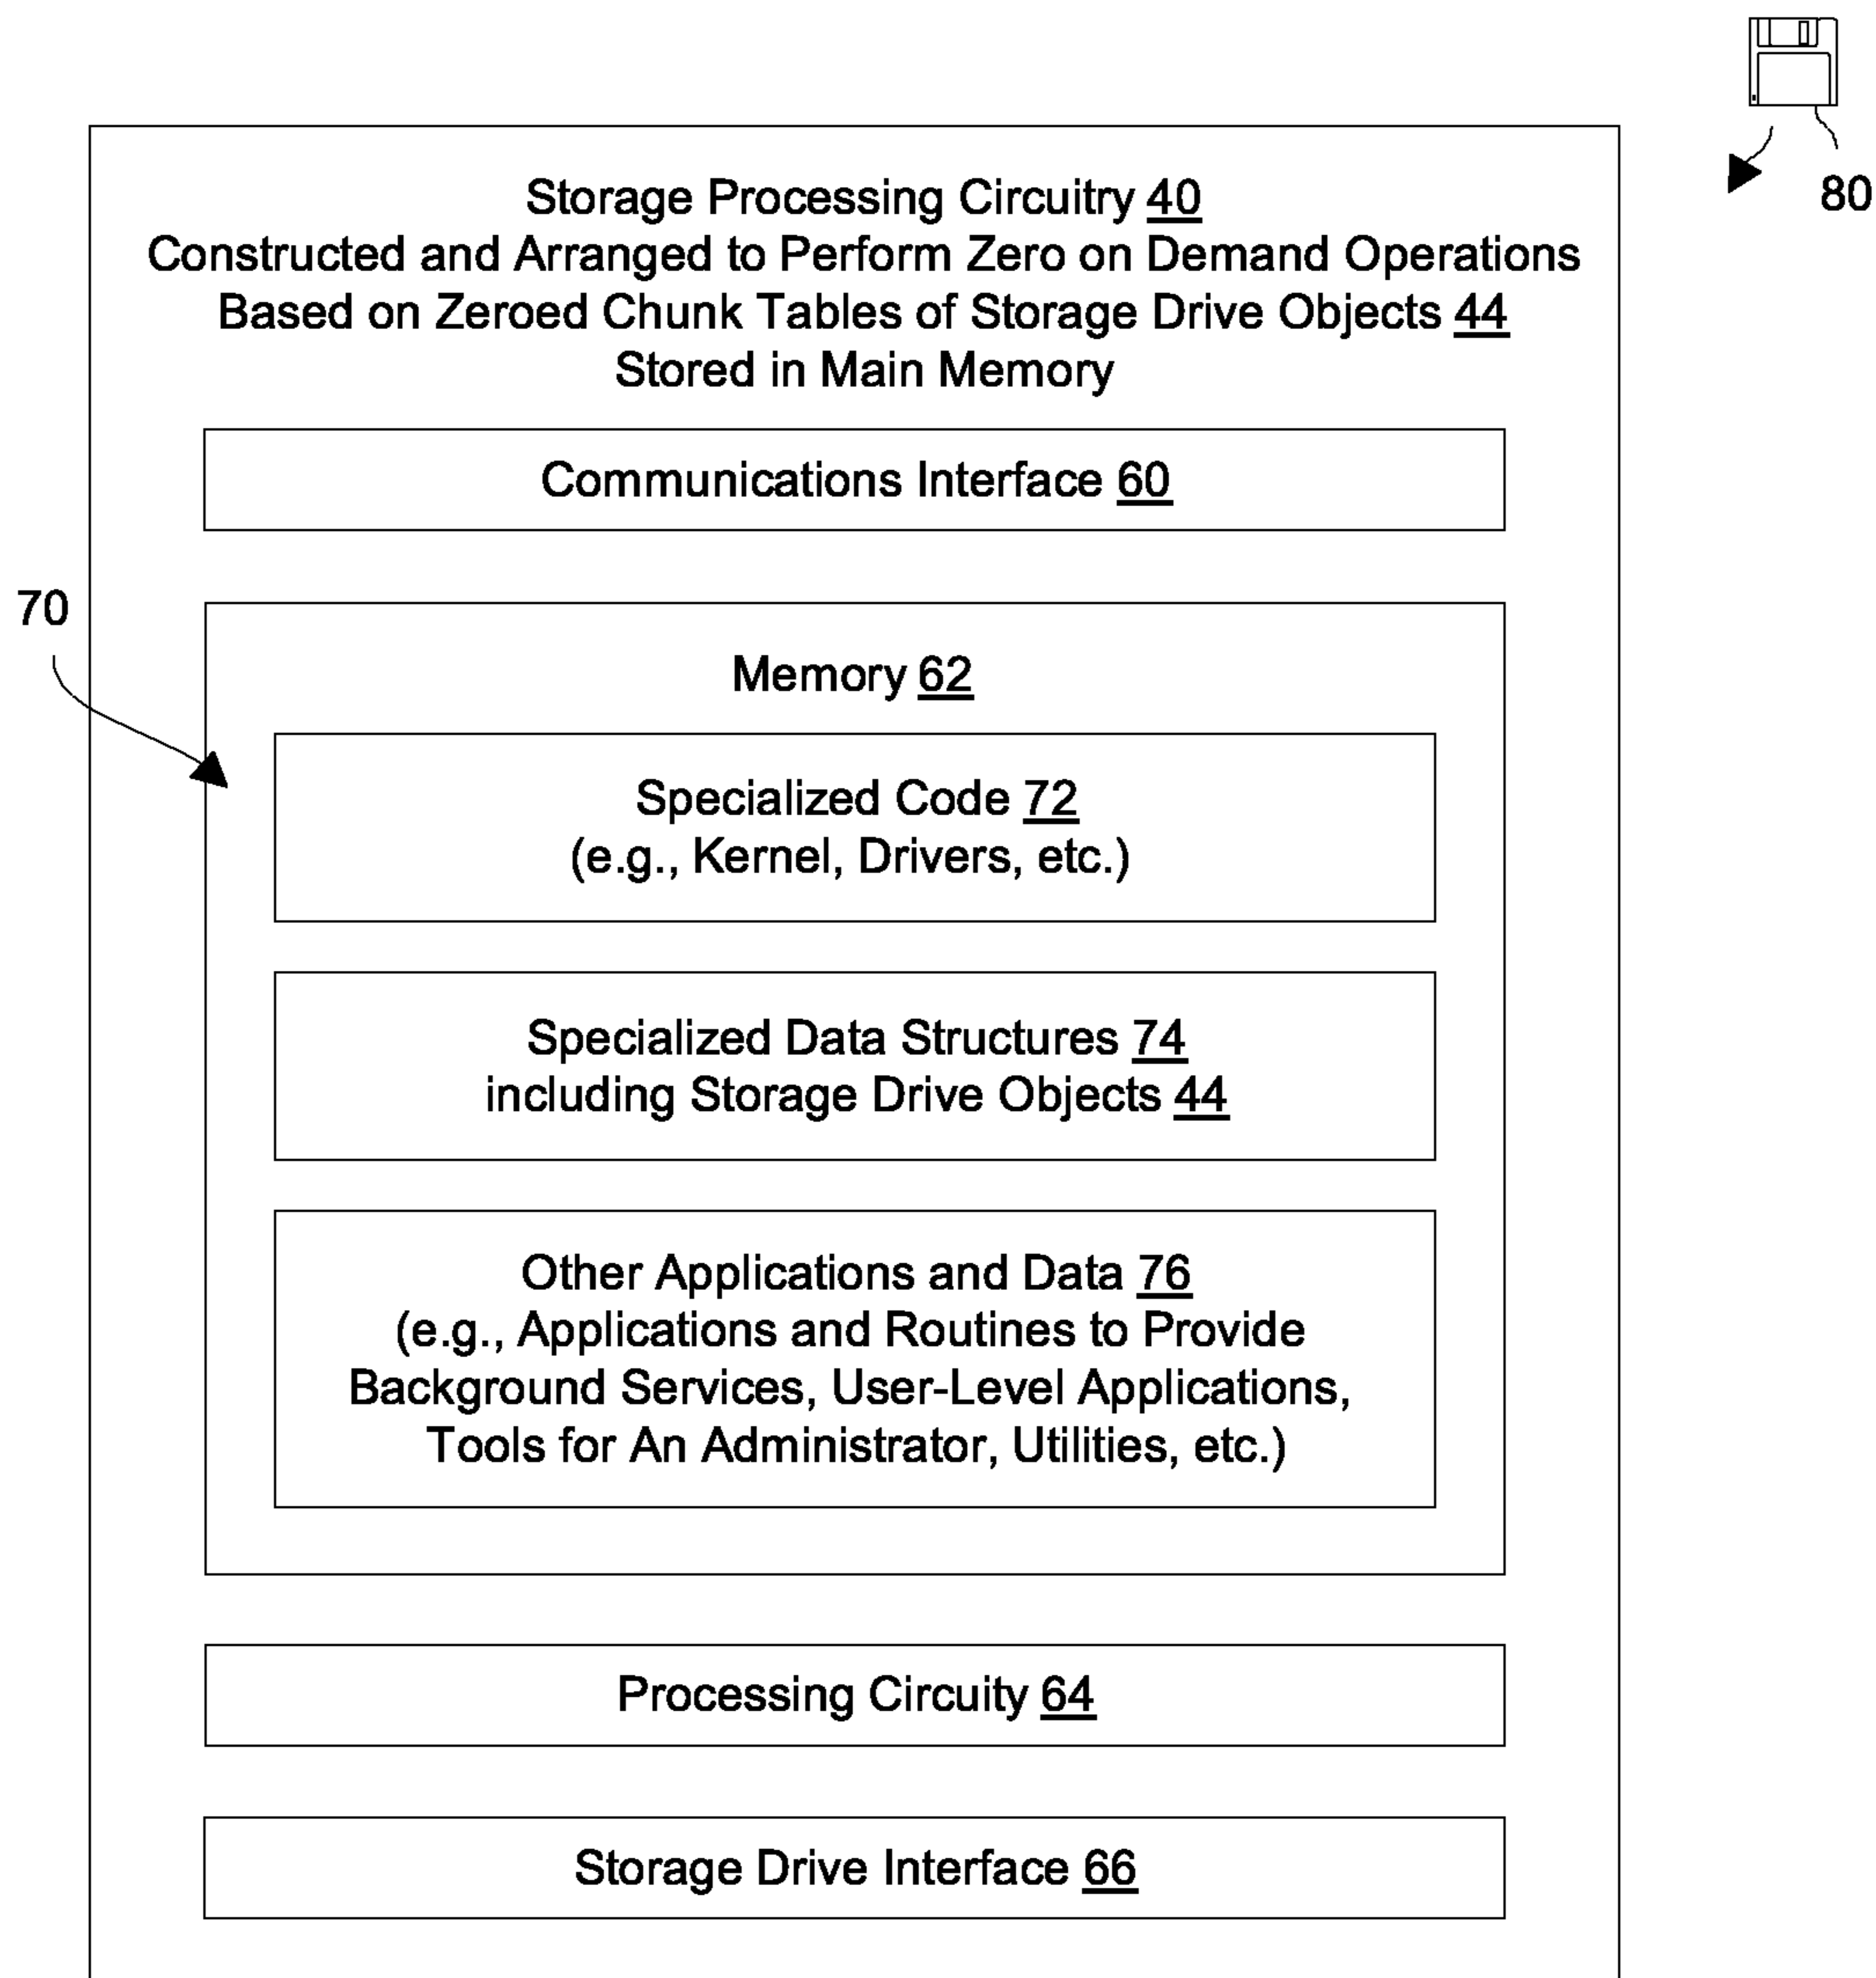 80
Storage Processing Circuitry 40
Constructed and Arranged to Perform Zero on Demand Operations
Based on Zeroed Chunk Tables of Storage Drive Objects 44
Stored in Main Memory
Communications Interface 60
70
Memory 62
Specialized Code 72
(e.g., Kernel, Drivers, etc.)
Specialized Data Structures 74
including Storage Drive Objects 44
Other Applications and Data 76
(e.g., Applications and Routines to Provide
Background Services, User-Level Applications,
Tools for An Administrator, Utilities, etc.)
Processing Circuity 64
Storage Drive Interface 66